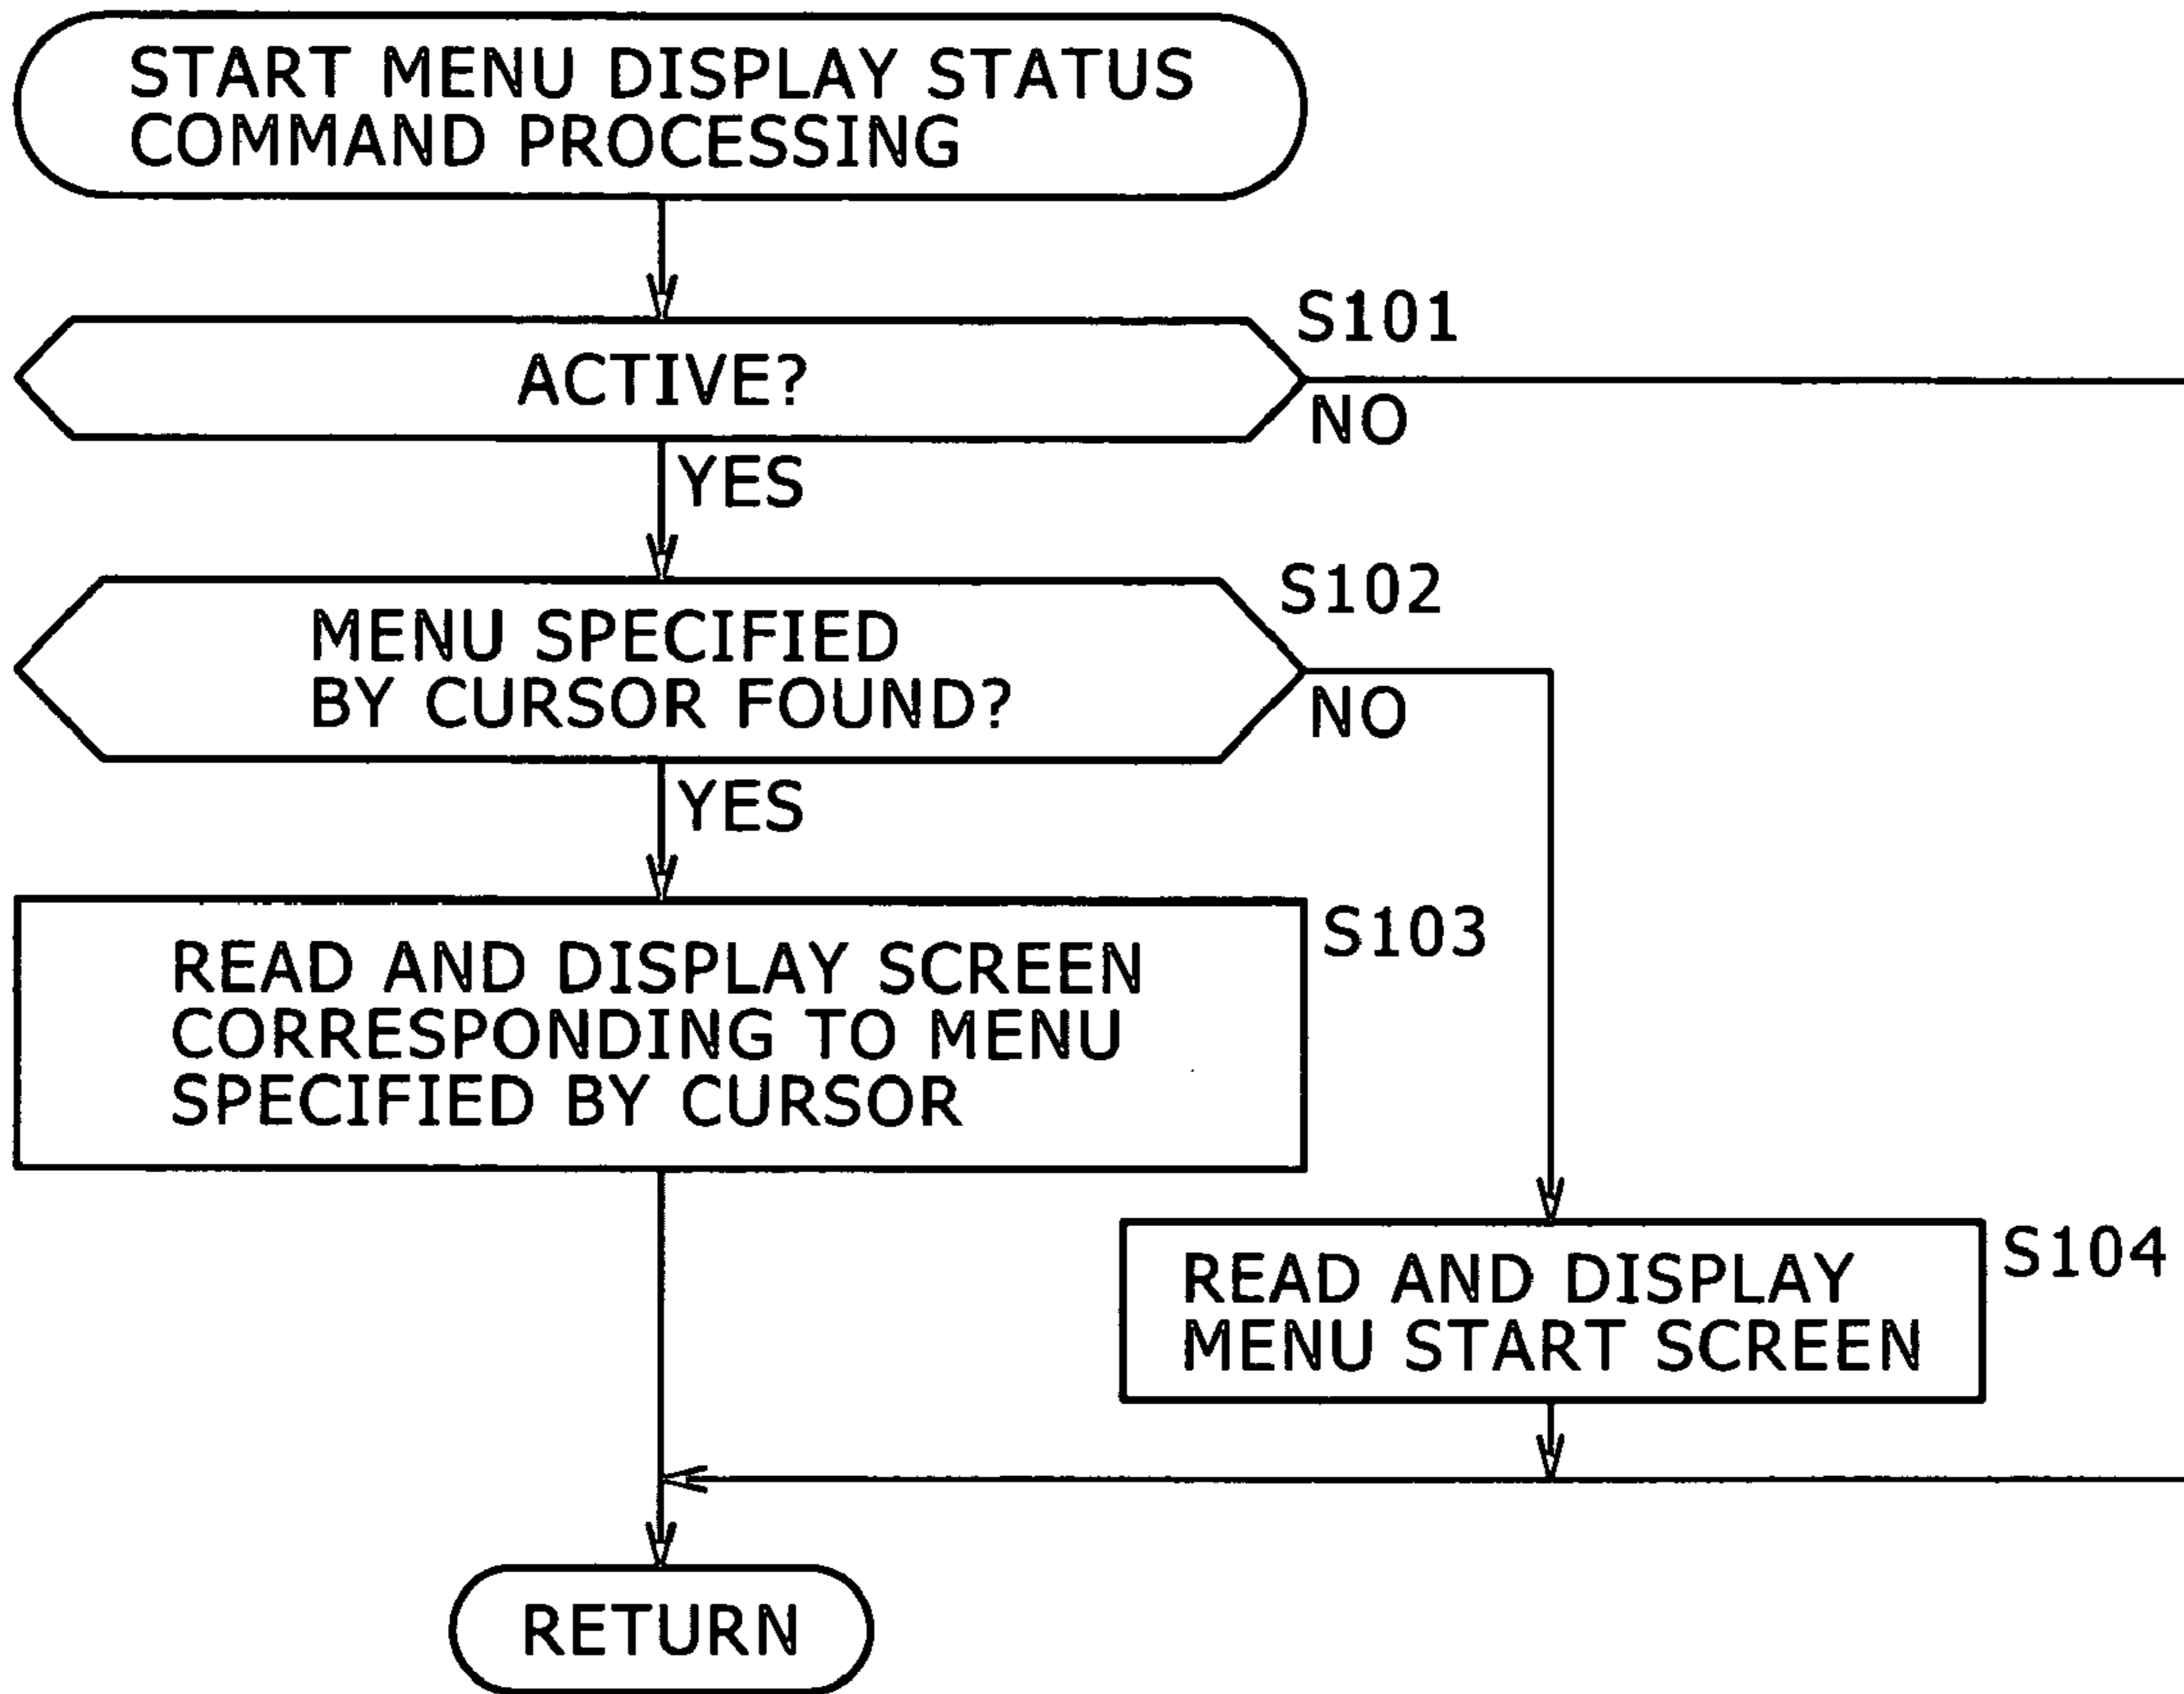 START MENU DISPLAY STATUS
COMMAND PROCESSING
S101
ACTIVE?
NO
YES
S102
MENU SPECIFIED
BY CURSOR FOUND?
NO
YES
S103
READ AND DISPLAY SCREEN
CORRESPONDING TO MENU
SPECIFIED BY CURSOR
S104
READ AND DISPLAY
MENU START SCREEN
RETURN